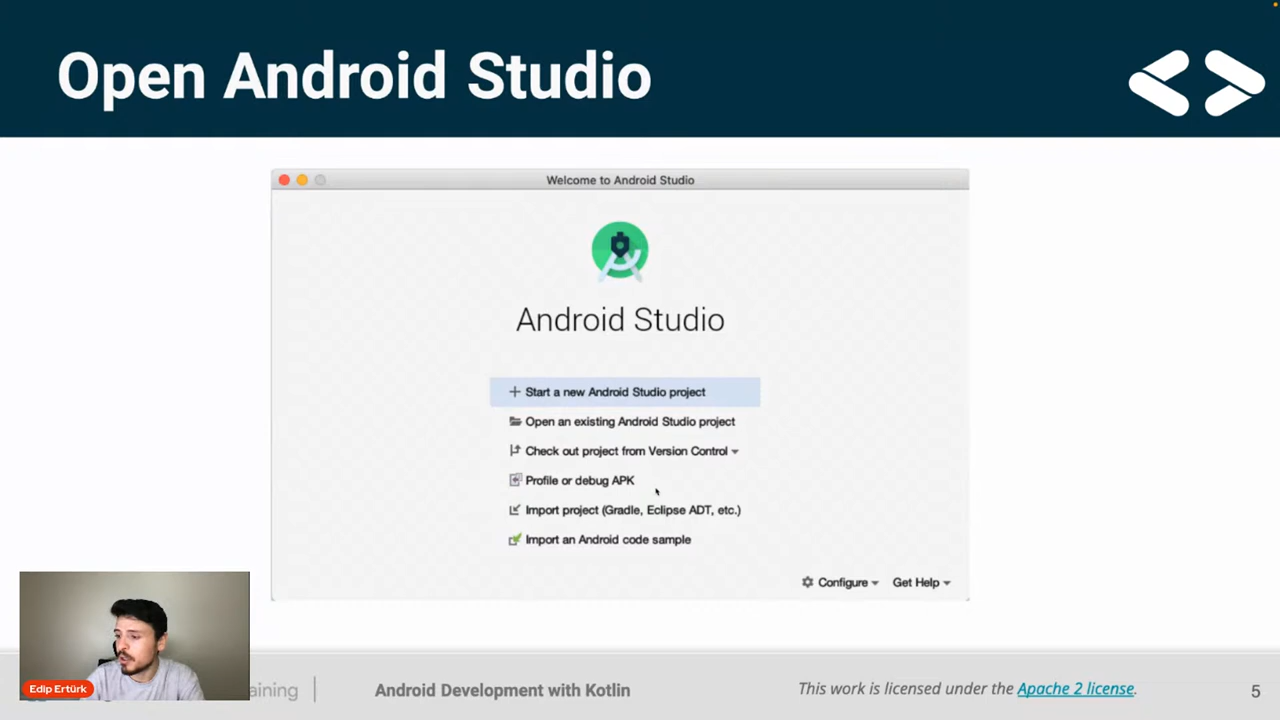 Open Android Studio
Welcome to Android Studio
Android Studio
Start a new Android Studio project
Open an existing Android Studio project
Check out project from Version Control
Profile or debug APK
Import project (Gradle, Eclipse ADT, etc.)
Import an Android code sample
Configure
Get Help
Edip Ertürk
Android Development with Kotlin
This work is licensed under the Apache 2 license.
5